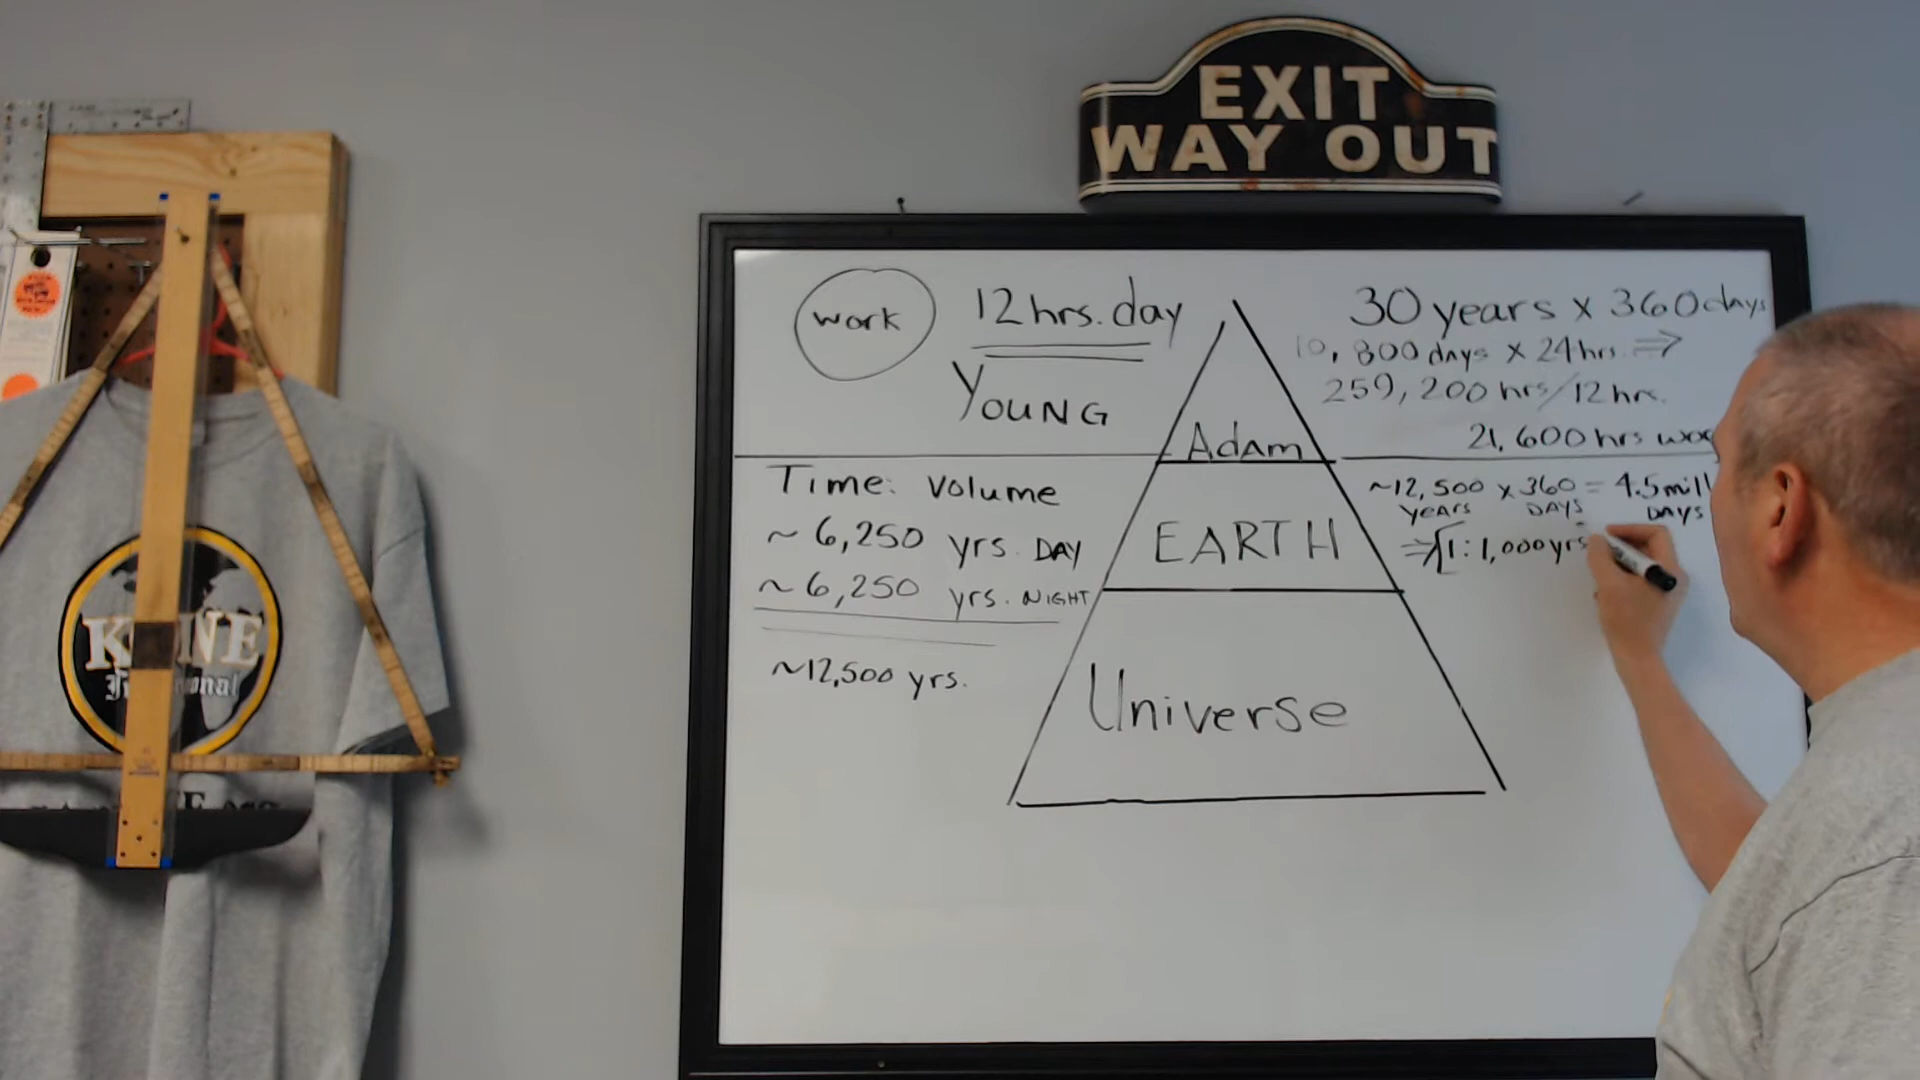 EXIT
WAY OUT
work
12 hrs. day
YOUNG
30 years x 360 days
10,800 days x 24 hrs. ⇒
259,200 hrs/12 hr.
21,600 hrs
Adam
Time: Volume
~ 6,250 yrs. DAY
~ 6,250 yrs. NIGHT
~12,500 yrs.
EARTH
Universe
~12,500 x 360 = 4.5 mill
YEARS DAYS DAYS
⇒ [1 : 1,000 yrs